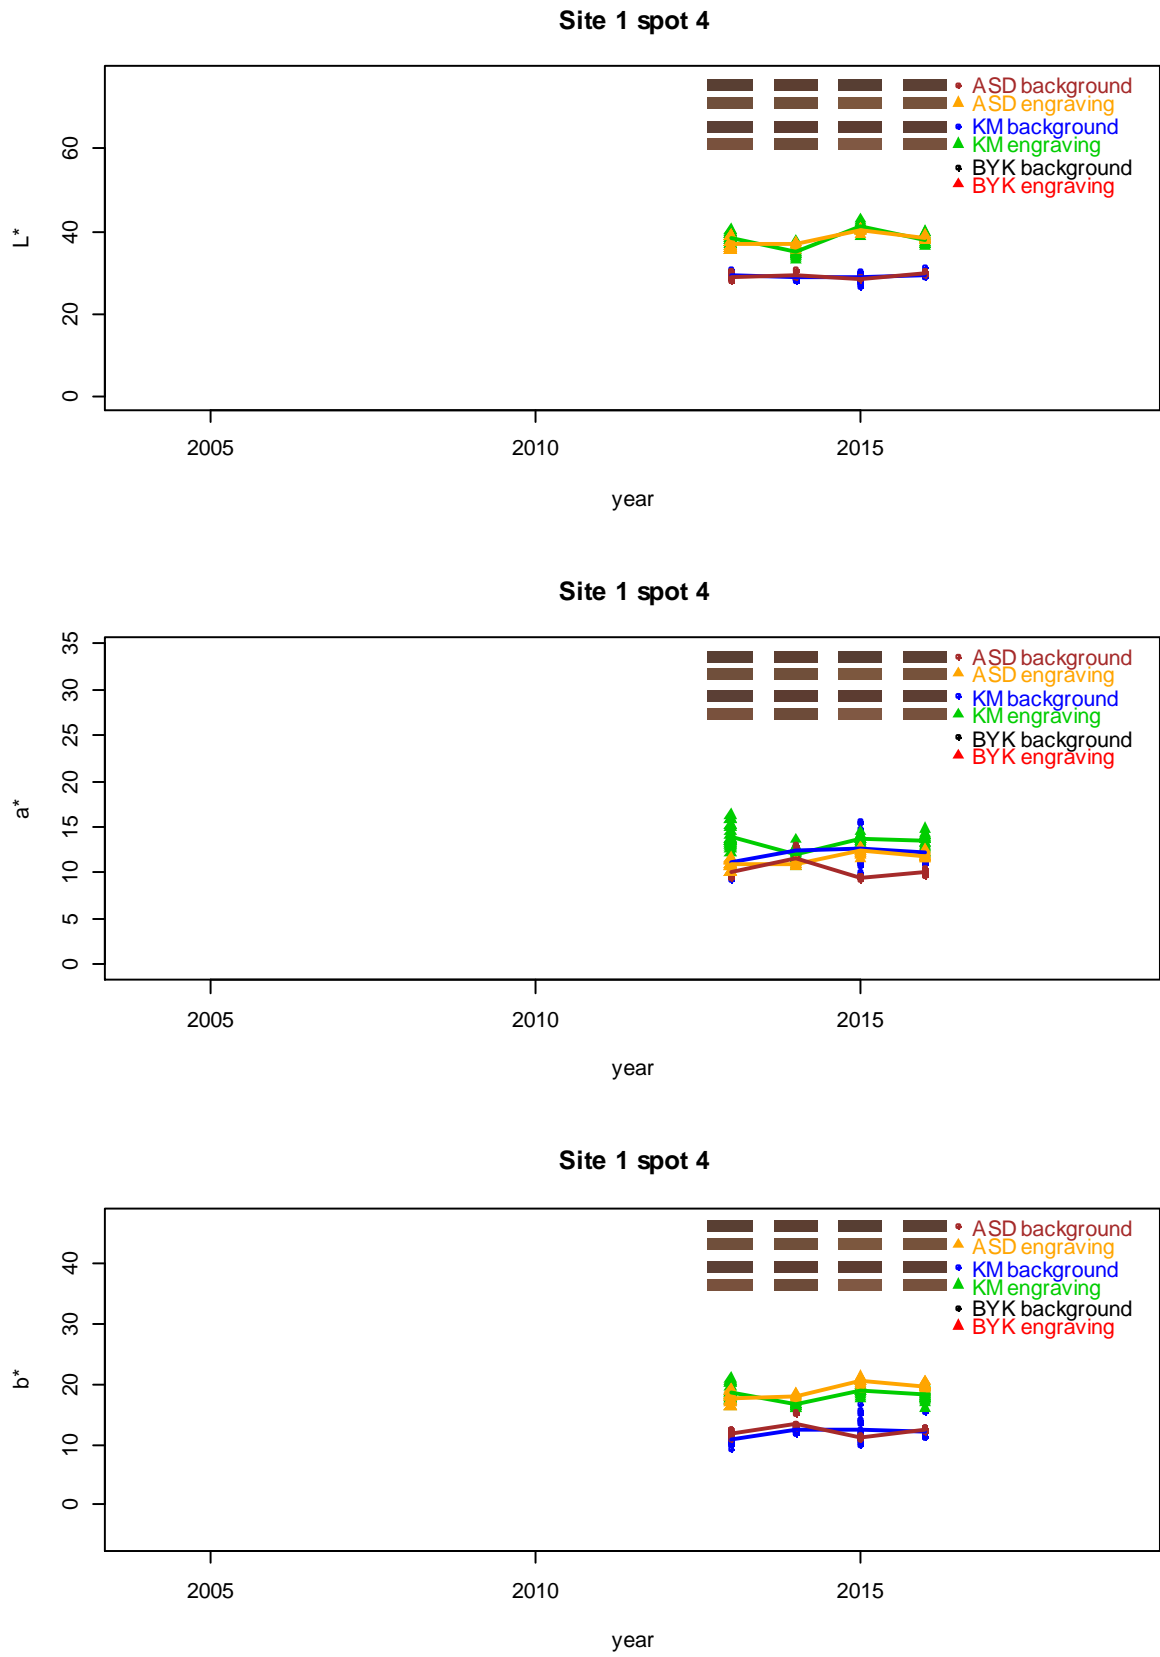 Site 1 spot 4
ASD background
ASD engraving
KM background
KM engraving
BYK background
BYK engraving
L*
0
20
40
60
2005
2010
2015
year
Site 1 spot 4
ASD background
ASD engraving
KM background
KM engraving
BYK background
BYK engraving
a*
0
5
10
15
20
25
30
35
2005
2010
2015
year
Site 1 spot 4
ASD background
ASD engraving
KM background
KM engraving
BYK background
BYK engraving
b*
0
10
20
30
40
2005
2010
2015
year